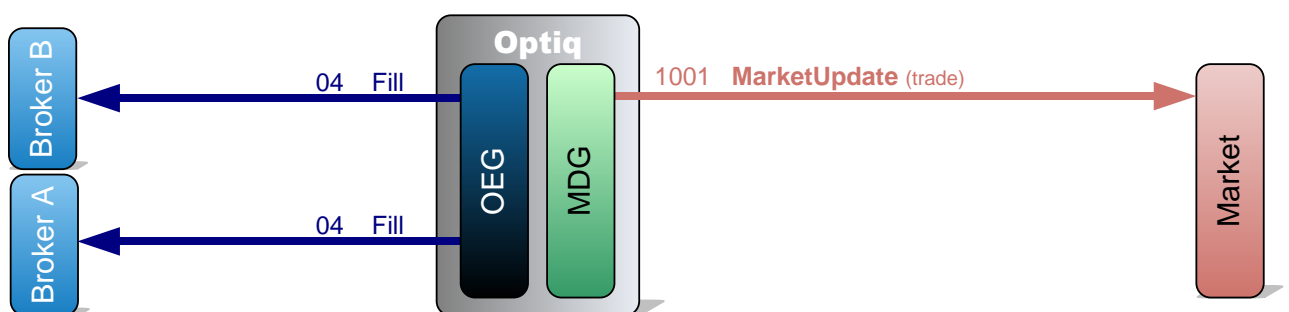 Optiq
Broker B
04 Fill
OEG
MDG
1001 MarketUpdate (trade)
Market
Broker A
04 Fill